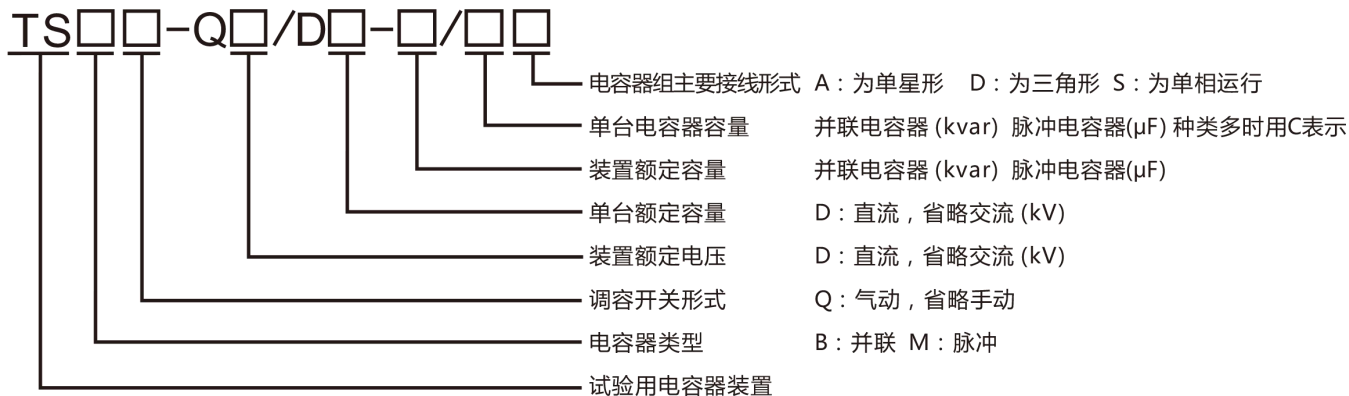 TS□□-Q□/D□-□/□□
电容器组主要接线形式 A：为单星形 D：为三角形 S：为单相运行
单台电容器容量 并联电容器 (kvar) 脉冲电容器(μF) 种类多时用C表示
装置额定容量 并联电容器 (kvar) 脉冲电容器(μF)
单台额定容量 D：直流，省略交流 (kV)
装置额定电压 D：直流，省略交流 (kV)
调容开关形式 Q：气动，省略手动
电容器类型 B：并联 M：脉冲
试验用电容器装置